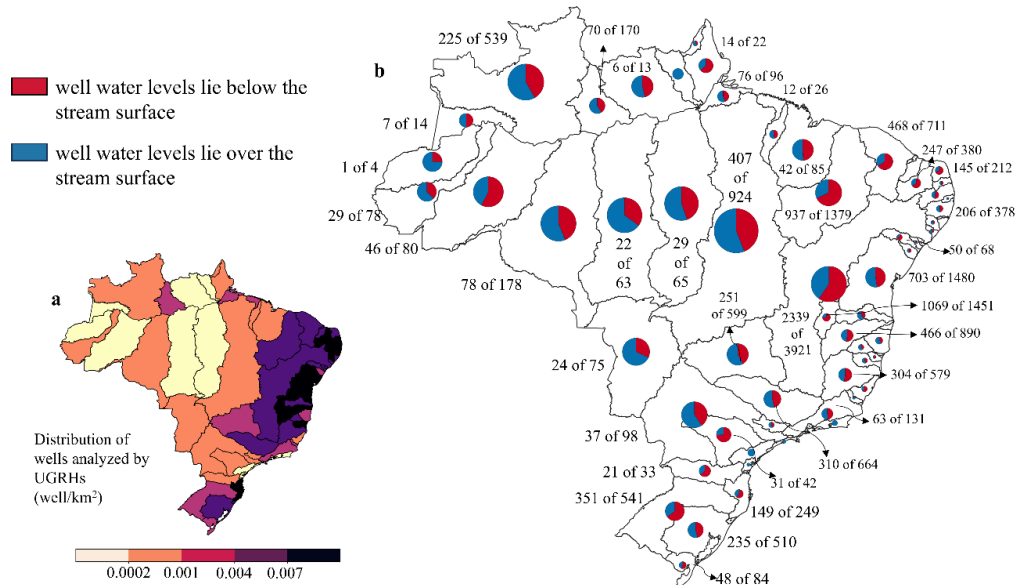 well water levels lie below the
stream surface
well water levels lie over the
stream surface
a
Distribution of
wells analyzed by
UGRHs
(well/km²)
0.0002
0.001
0.004
0.007
b
225 of 539
70 of 170
6 of 13
14 of 22
76 of 96
12 of 26
468 of 711
247 of 380
145 of 212
7 of 14
1 of 4
29 of 78
46 of 80
78 of 178
22
of
63
29
of
65
407
of
924
42 of 85
937 of 1379
206 of 378
50 of 68
703 of 1480
1069 of 1451
466 of 890
2339
of
3921
251
of 599
24 of 75
304 of 579
63 of 131
37 of 98
310 of 664
21 of 33
31 of 42
351 of 541
149 of 249
235 of 510
48 of 84